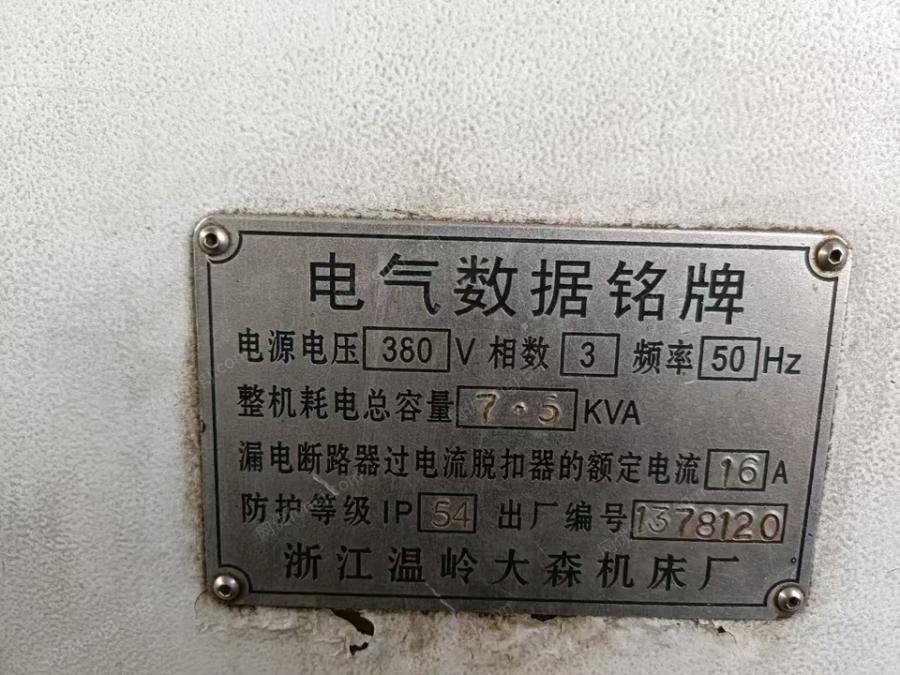 电气数据铭牌
电源电压 380 V 相数 3 频率 50 Hz
整机耗电总容量 7.5 KVA
漏电断路器过电流脱扣器的额定电流 16 A
防护等级 IP 54 出厂编号 1378120
浙江温岭大森机床厂